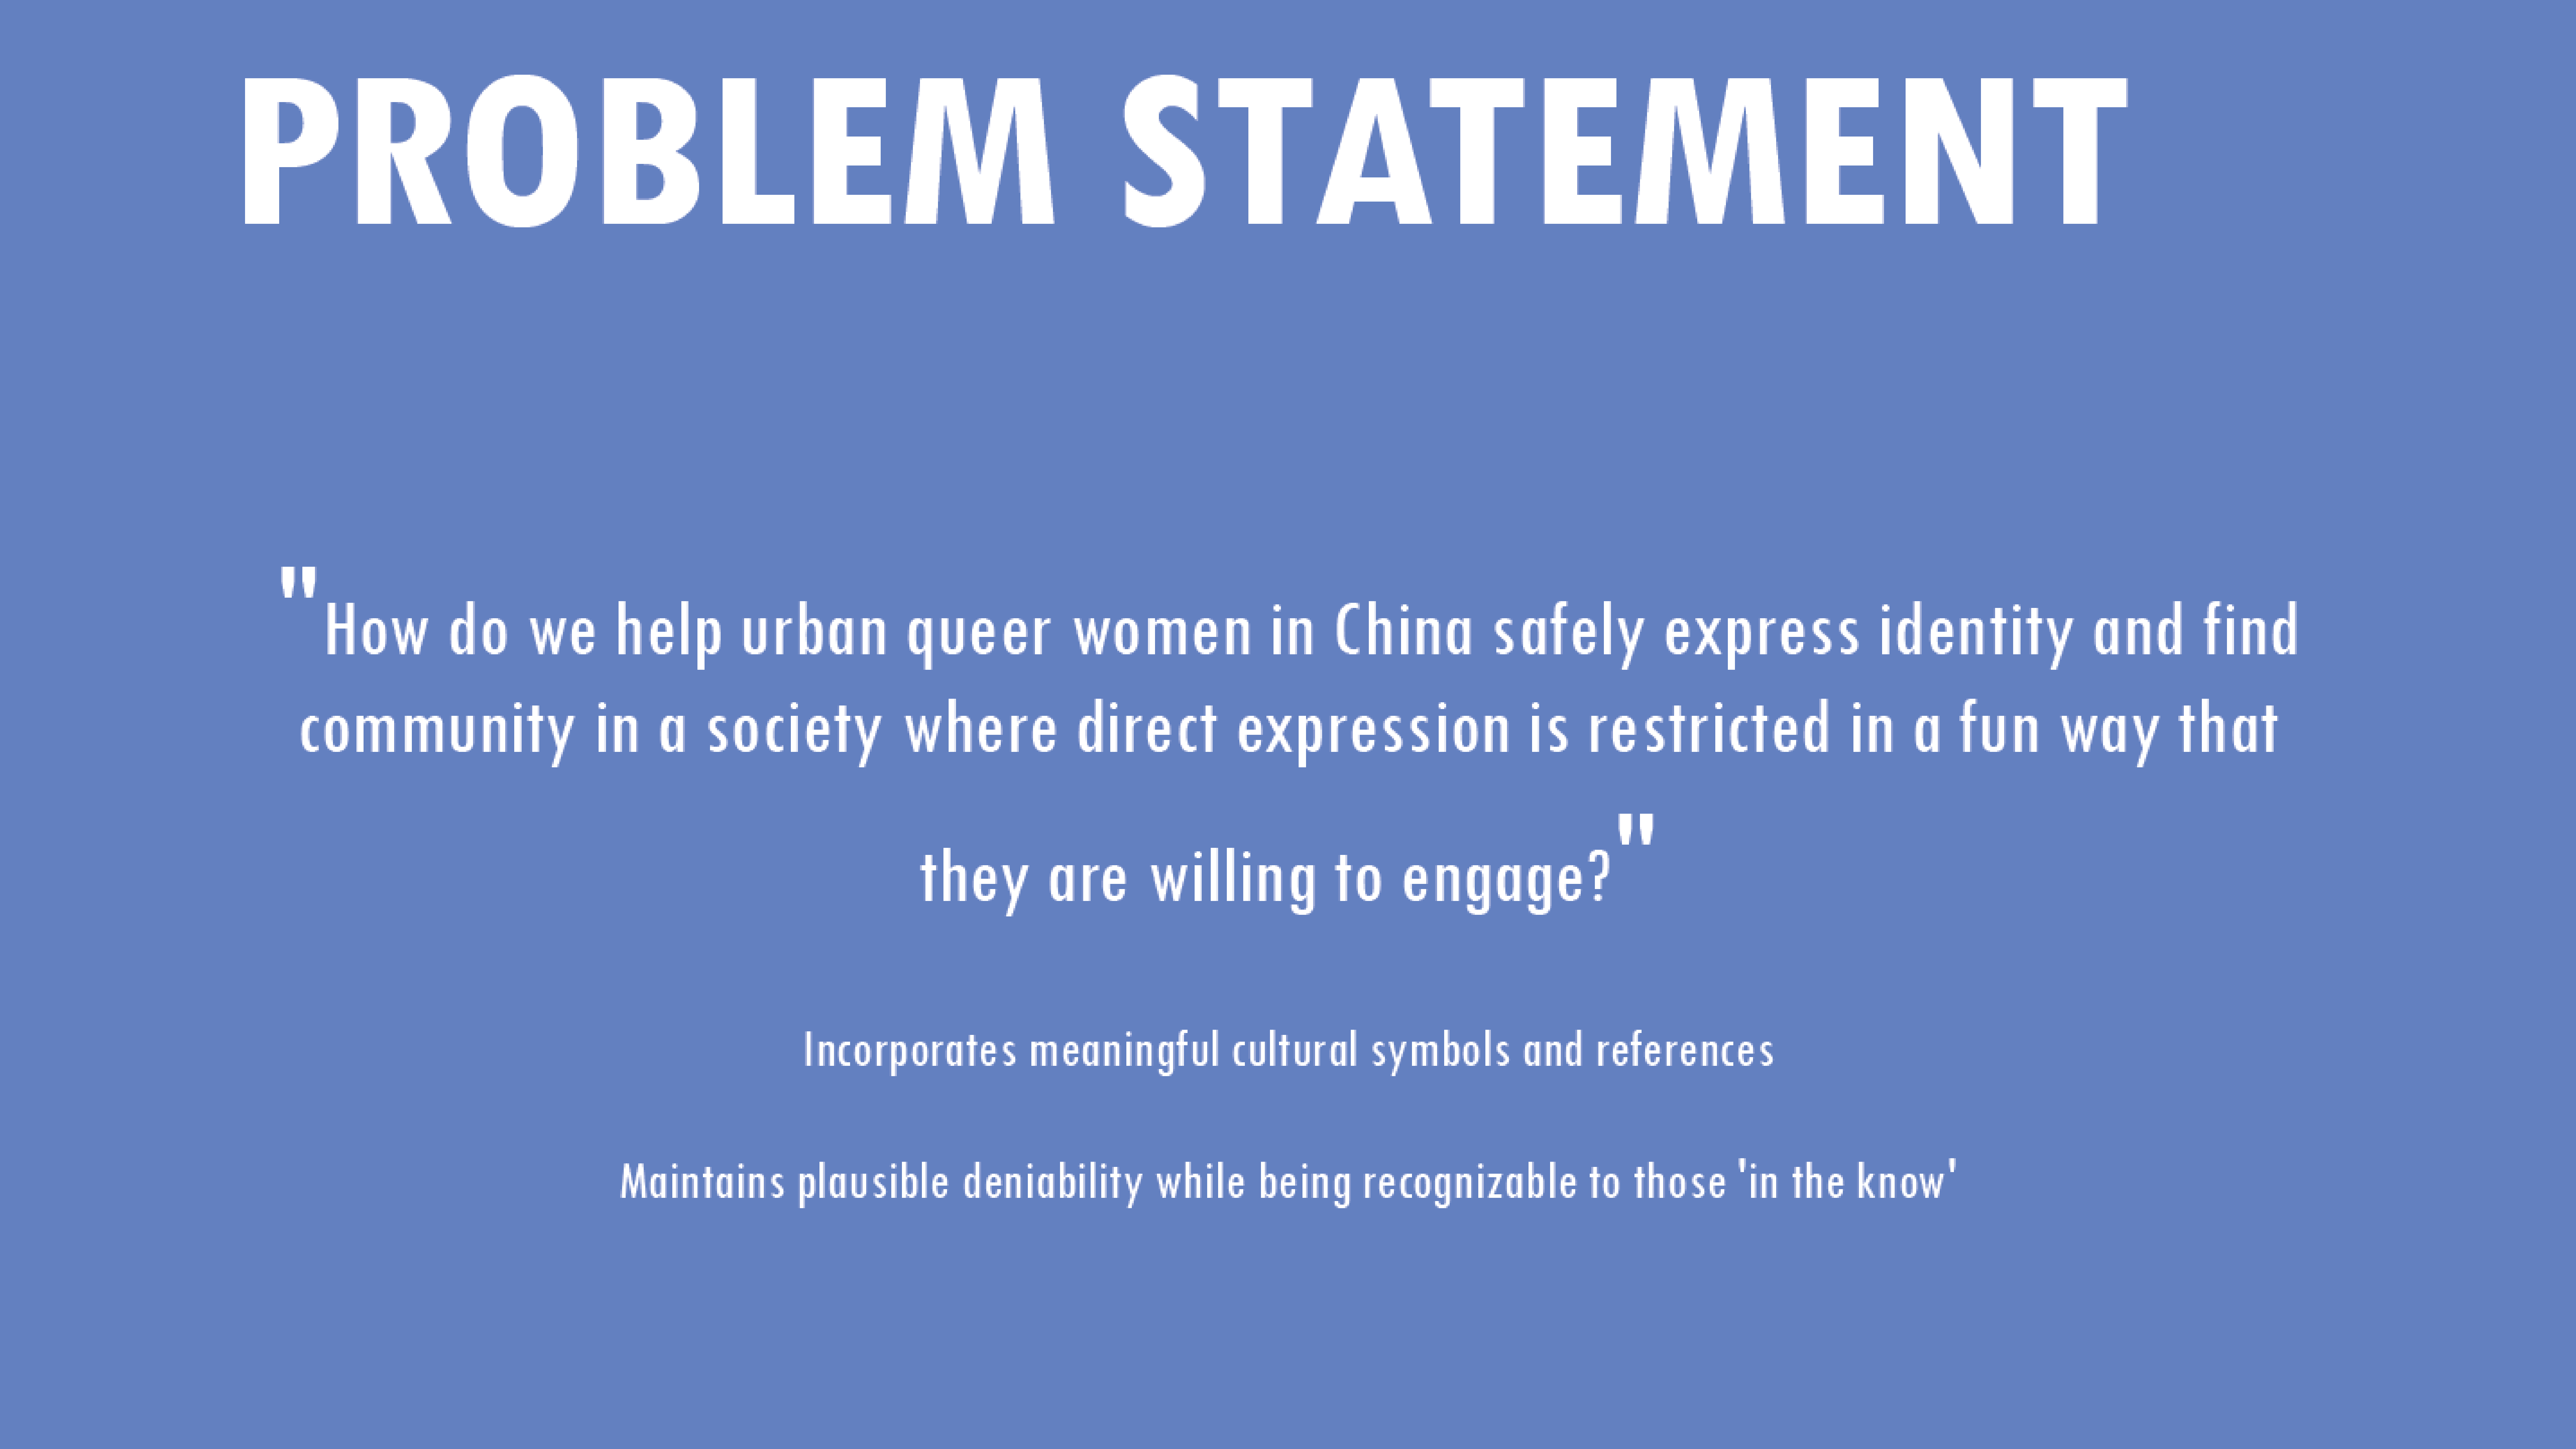 PROBLEM STATEMENT
"How do we help urban queer women in China safely express identity and find
community in a society where direct expression is restricted in a fun way that
they are willing to engage?"
Incorporates meaningful cultural symbols and references
Maintains plausible deniability while being recognizable to those 'in the know'